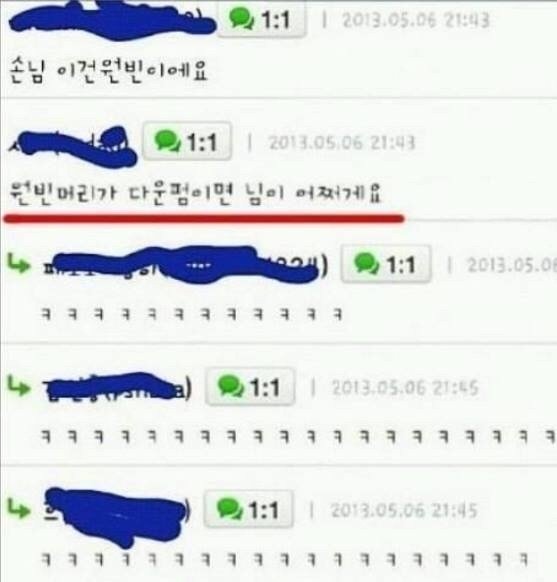 1:1 | 2013.05.06 21:43
손님 이건원빈이에요
1:1 | 2013.05.06 21:43
원빈머리가 다운펌이면 님이 어쩌게요
) 1:1 | 2013.05.06
ㅋ ㅋ ㅋ ㅋ ㅋ ㅋ ㅋ ㅋ ㅋ ㅋ ㅋ ㅋ
a) 1:1 | 2013.05.06 21:45
ㅋ ㅋ ㅋ ㅋ ㅋ ㅋ ㅋ ㅋ ㅋ ㅋ ㅋ ㅋ ㅋ ㅋ ㅋ ㅋ ㅋ ㅋ ㅋ ㅋ
) 1:1 | 2013.05.06 21:45
ㅋ ㅋ ㅋ ㅋ ㅋ ㅋ ㅋ ㅋ ㅋ ㅋ ㅋ ㅋ ㅋ ㅋ ㅋ ㅋ ㅋ ㅋ ㅋ